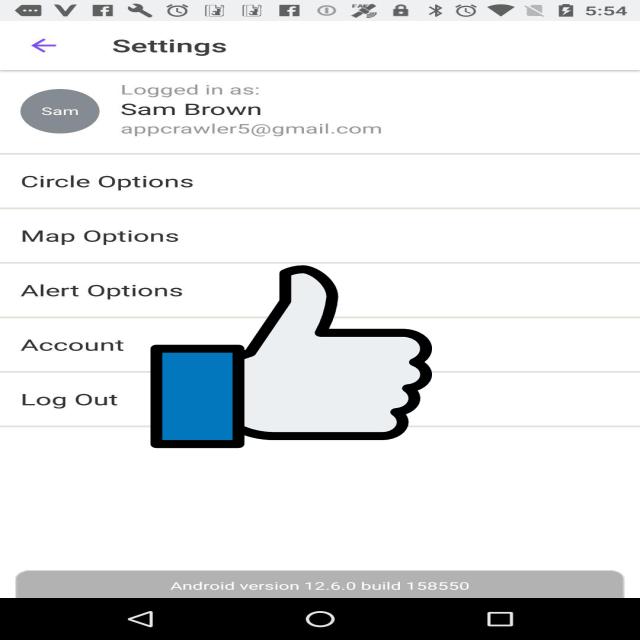 5:54
Settings
Sam
Logged in as:
Sam Brown
appcrawler5@gmail.com
Circle Options
Map Options
Alert Options
Account
Log Out
Android version 12.6.0 build 158550